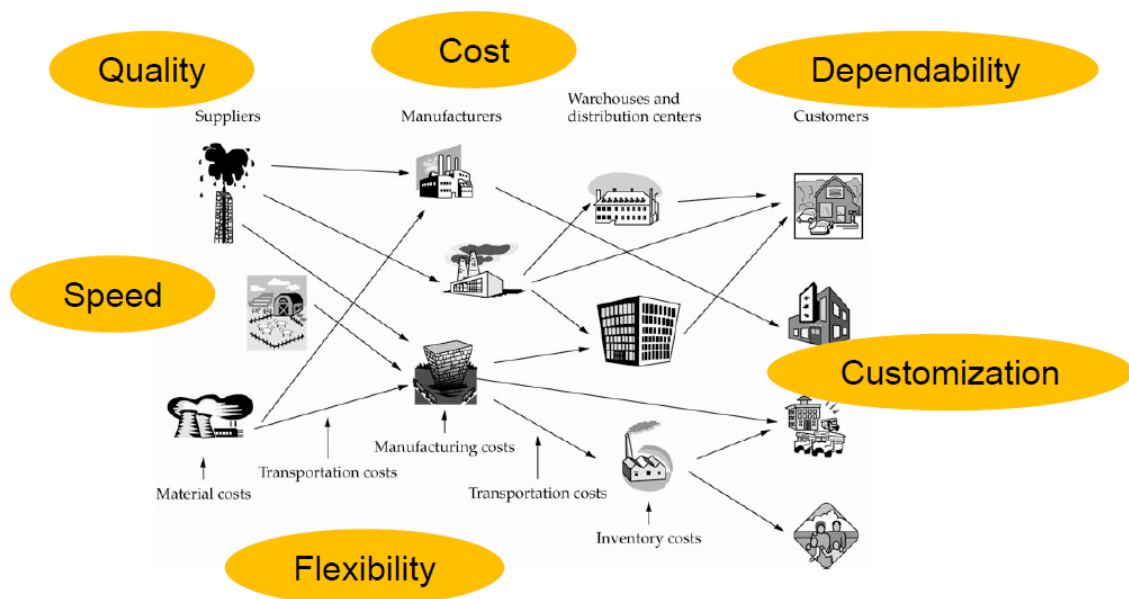 Quality
Cost
Dependability
Suppliers
Manufacturers
Warehouses and
distribution centers
Customers
Speed
Customization
Manufacturing costs
Transportation costs
Material costs
Transportation costs
Inventory costs
Flexibility